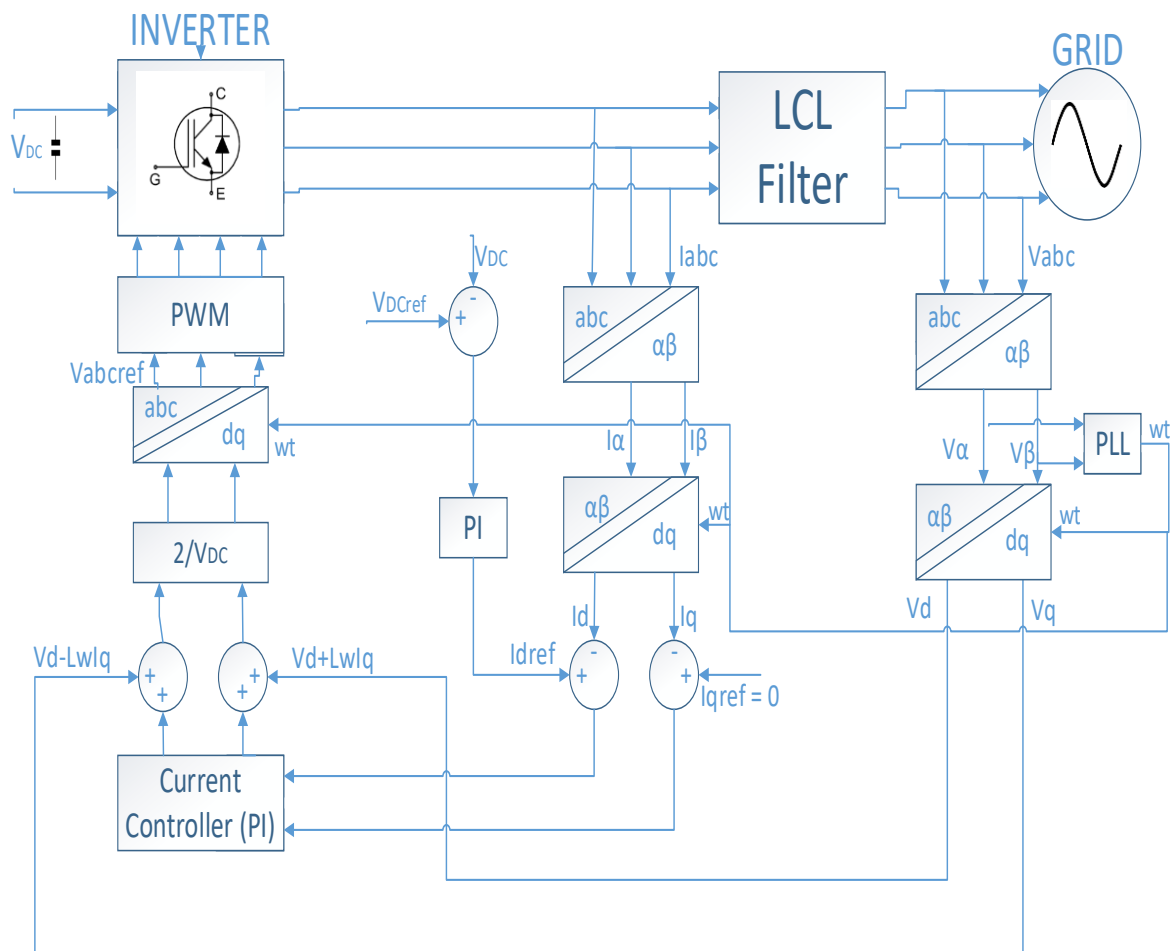 INVERTER
GRID
C
G
E
VDC
LCL
Filter
Iabc
Vabc
VDC
-
VDCref
+
PWM
abc
αβ
abc
αβ
Vabcref
abc
dq
wt
Iα
Iβ
Vα
Vβ
PLL
wt
PI
αβ
dq
wt
αβ
dq
wt
2/VDC
Id
Iq
Vd
Vq
Vd-LwIq
+
+
+
+
Vd+LwIq
Idref
-
+
-
+
Iqref = 0
Current
Controller (PI)